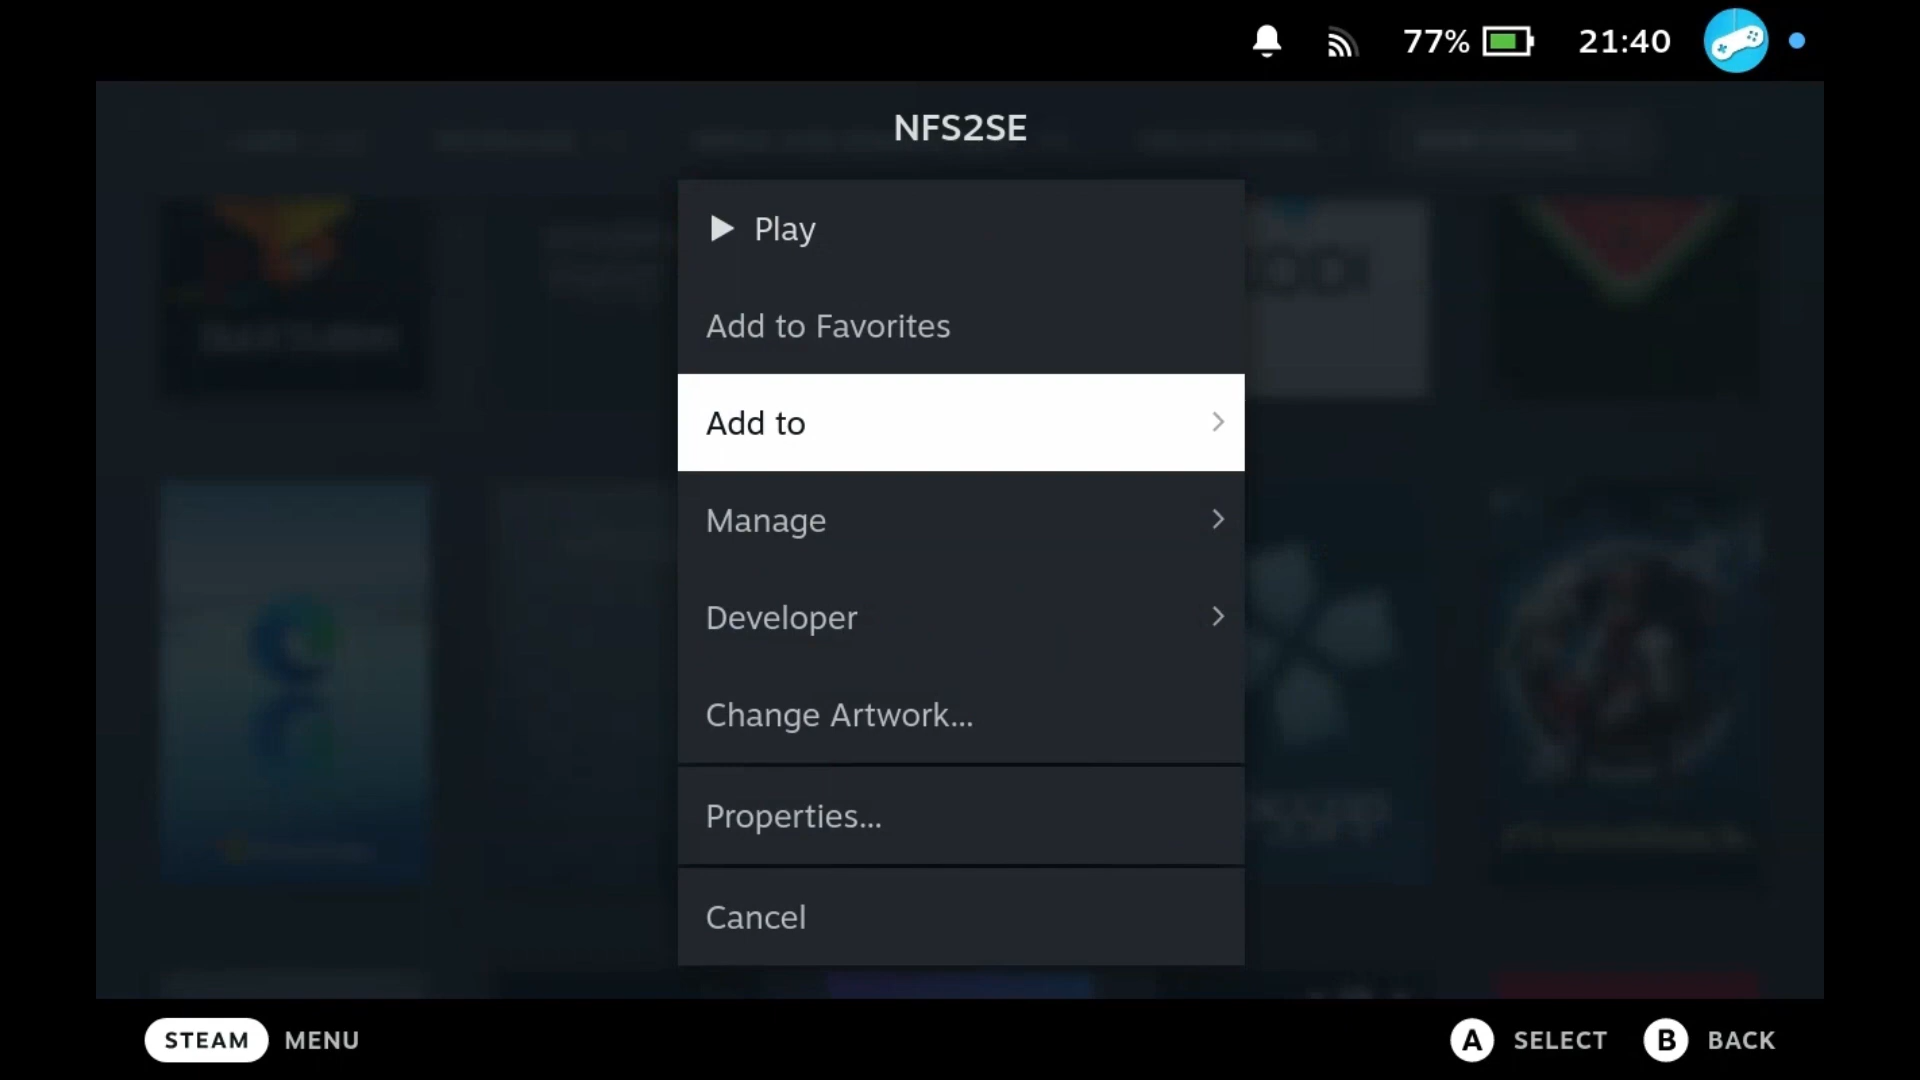 77% 21:40
NFS2SE
Play
Add to Favorites
Add to
Manage
Developer
Change Artwork...
Properties...
Cancel
STEAM MENU
A SELECT B BACK